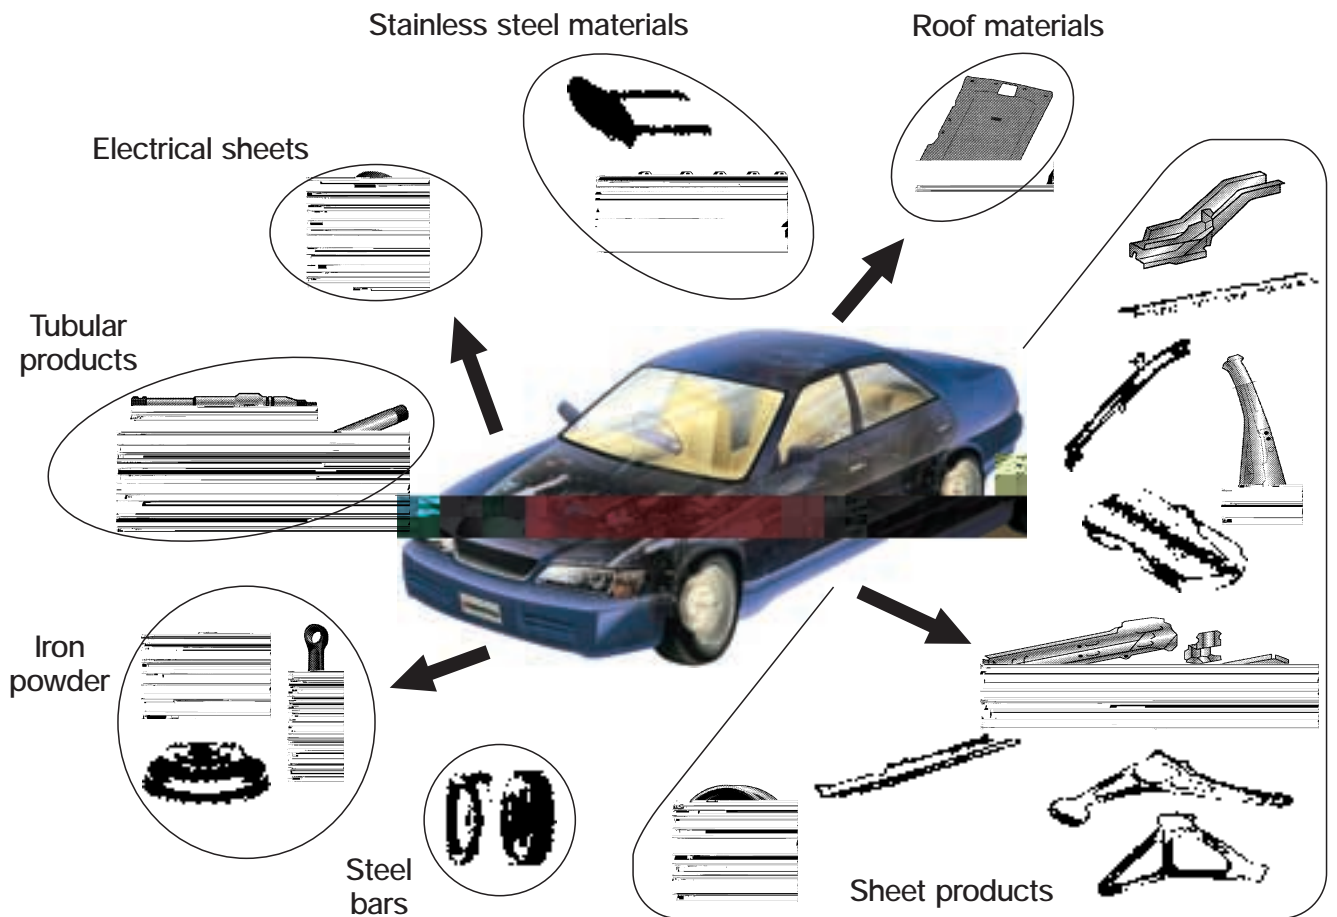 Stainless steel materials
Roof materials
Electrical sheets
Tubular
products
Iron
powder
Steel
bars
Sheet products